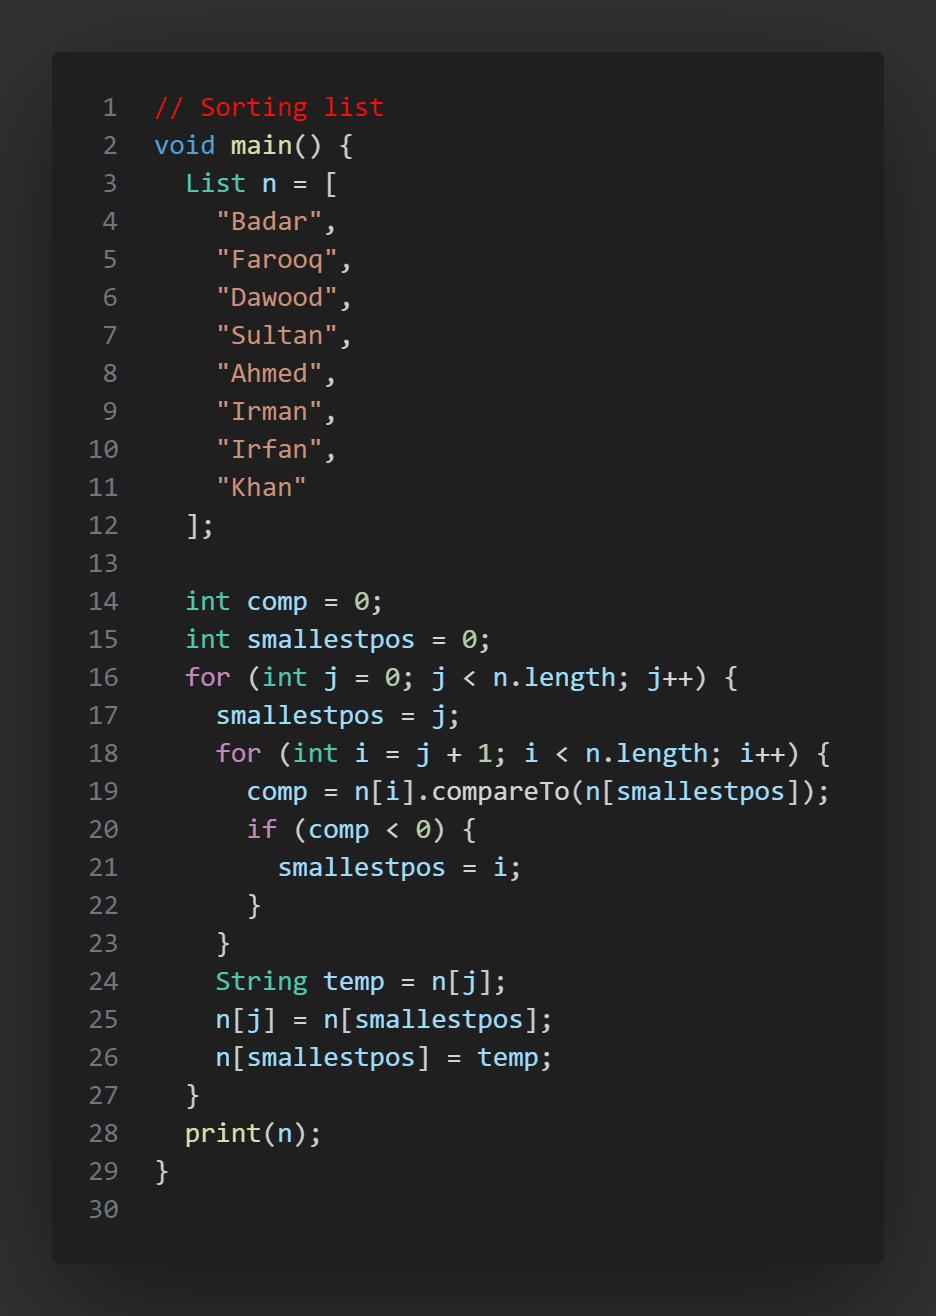 1 // Sorting list
2 void main() {
3   List n = [
4     "Badar",
5     "Farooq",
6     "Dawood",
7     "Sultan",
8     "Ahmed",
9     "Irman",
10     "Irfan",
11     "Khan"
12   ];
13
14   int comp = 0;
15   int smallestpos = 0;
16   for (int j = 0; j < n.length; j++) {
17     smallestpos = j;
18     for (int i = j + 1; i < n.length; i++) {
19       comp = n[i].compareTo(n[smallestpos]);
20       if (comp < 0) {
21         smallestpos = i;
22       }
23     }
24     String temp = n[j];
25     n[j] = n[smallestpos];
26     n[smallestpos] = temp;
27   }
28   print(n);
29 }
30